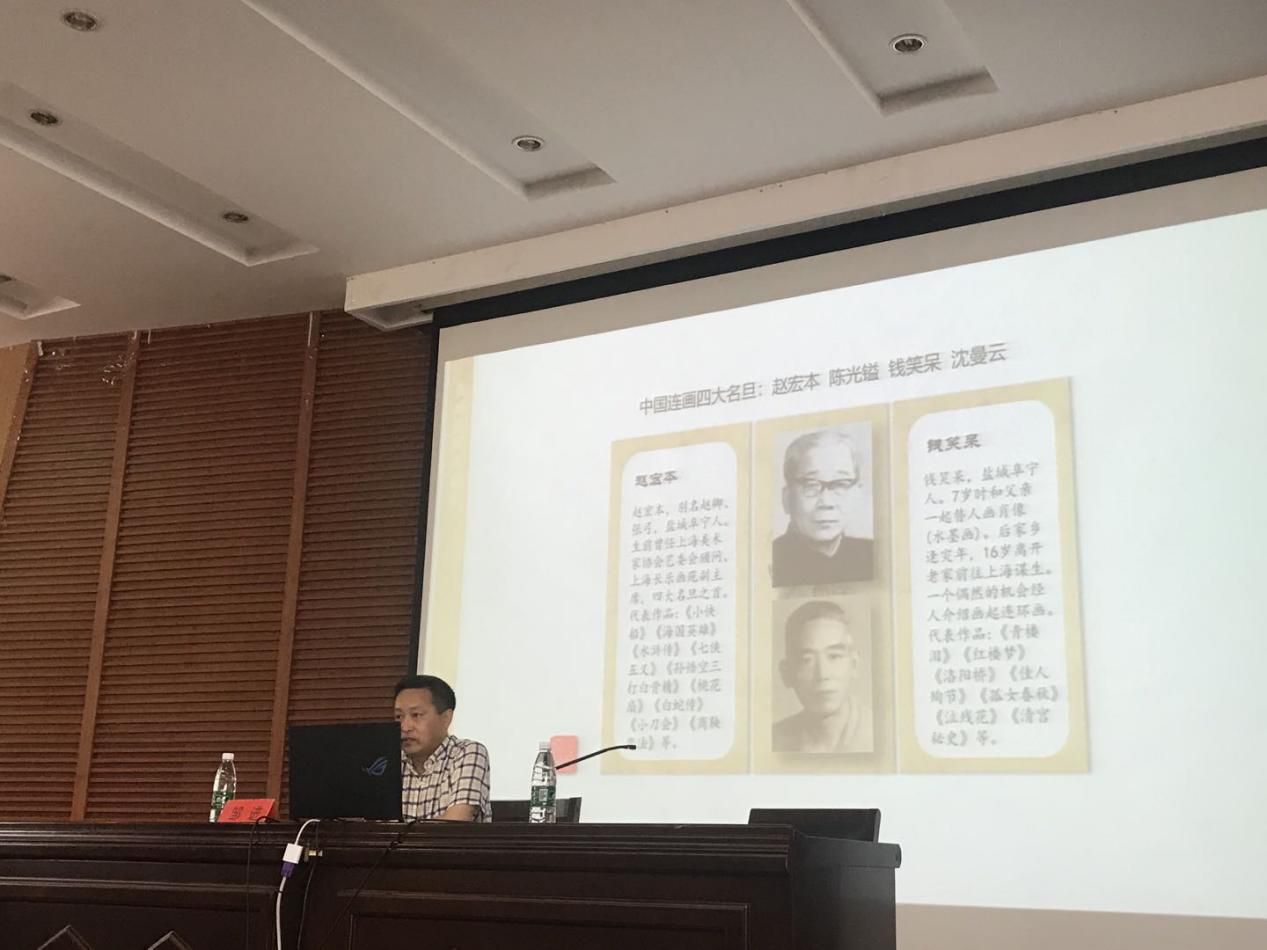 中国连画四大名旦：赵宏本 陈光镒 钱笑呆 沈曼云
赵宏本
赵宏本，别名赵卿、
张弓，盐城阜宁人。
生前曾任上海美术
家协会艺委会顾问、
上海长乐画苑副主
席，四大名旦之首。
代表作品：《小侠
《海国英雄》
《水浒传》《七侠
五义》《孙悟空三
打白骨精》《桃花
扇》《白蛇传》
《小刀会》《商鞅
法》等。
钱笑呆
钱笑呆，盐城阜宁
人。7岁时和父亲
一起替人画肖像
(水墨画)。后家乡
逢灾年，16岁离开
老家前往上海谋生。
一个偶然的机会经
人介绍画起连环画。
代表作品：《青楼
泪》《红楼梦》
《洛阳桥》《佳人
殉节》《孤女春秋》
《泣残花》《清宫
秘史》等。